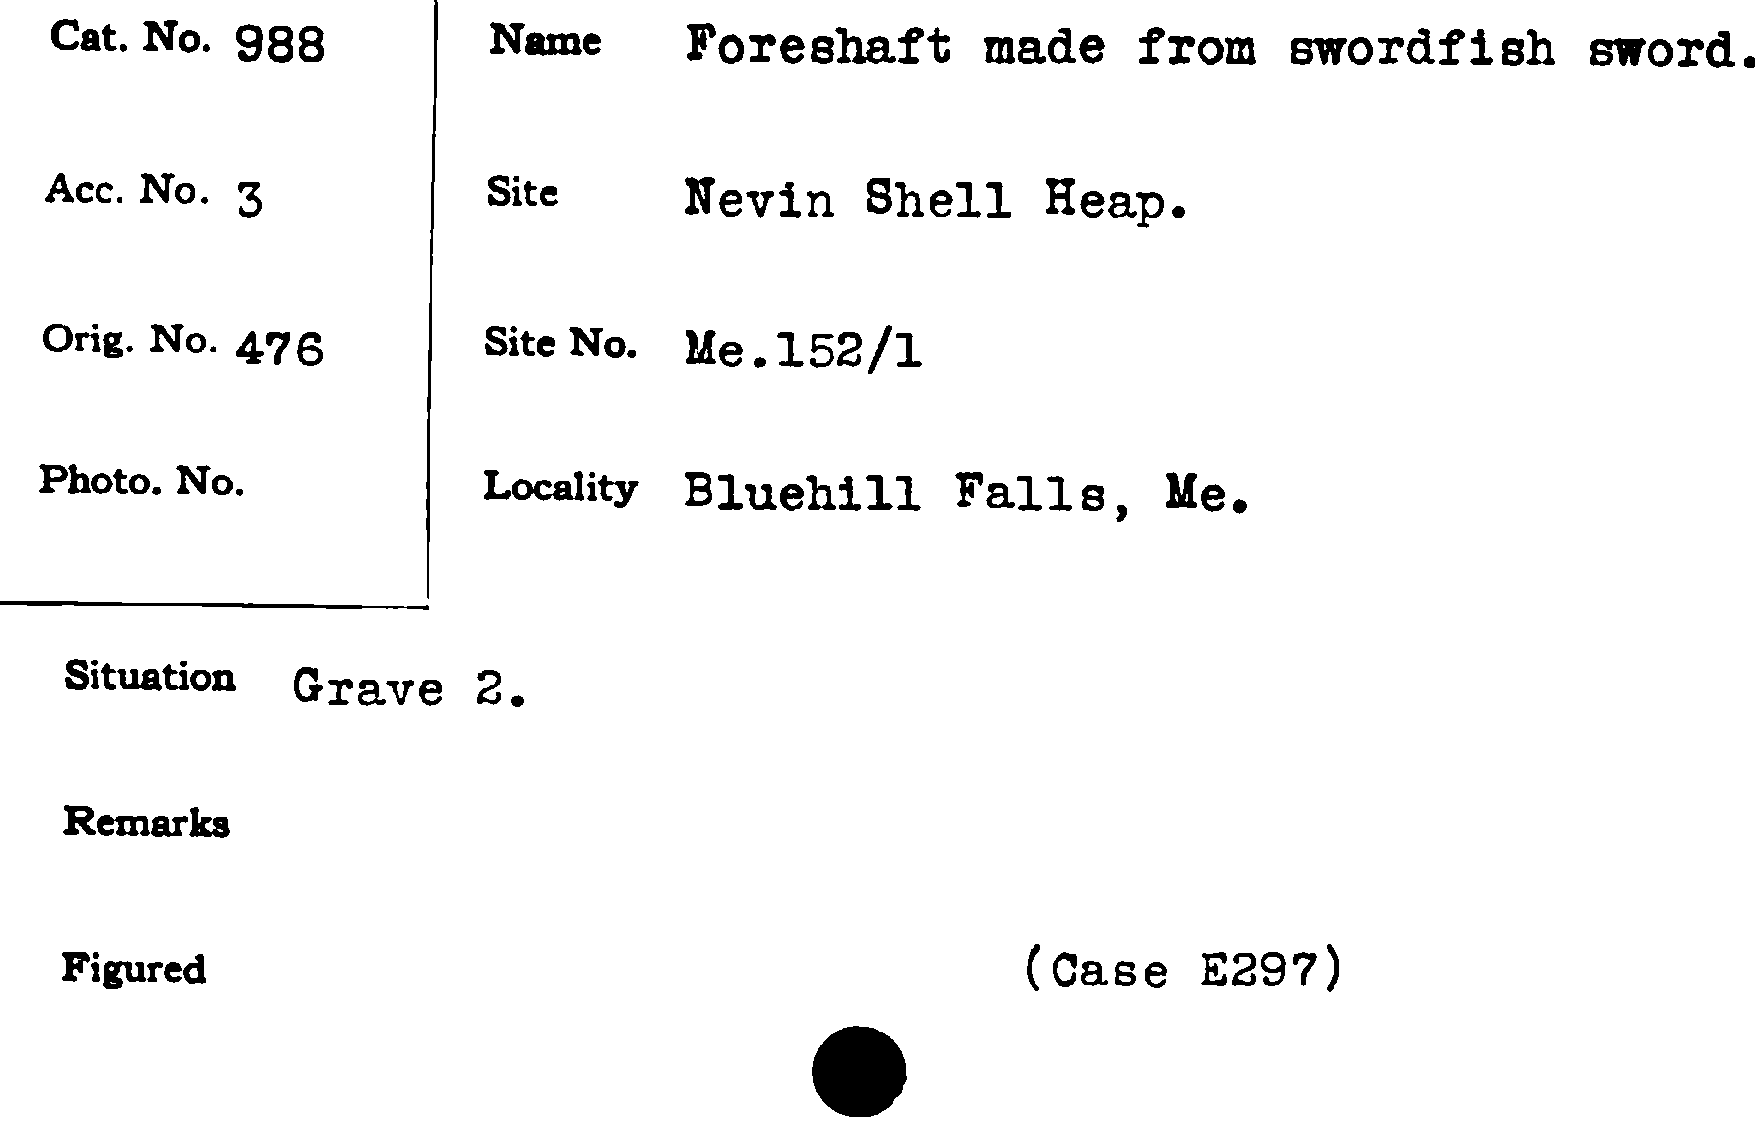 Cat. No. 988
Name Foreshaft made from swordfish sword.
Acc. No. 3
Site Nevin Shell Heap.
Orig. No. 476
Site No. Me.152/1
Photo. No.
Locality Bluehill Falls, Me.
Situation Grave 2.
Remarks
Figured
(Case E297)